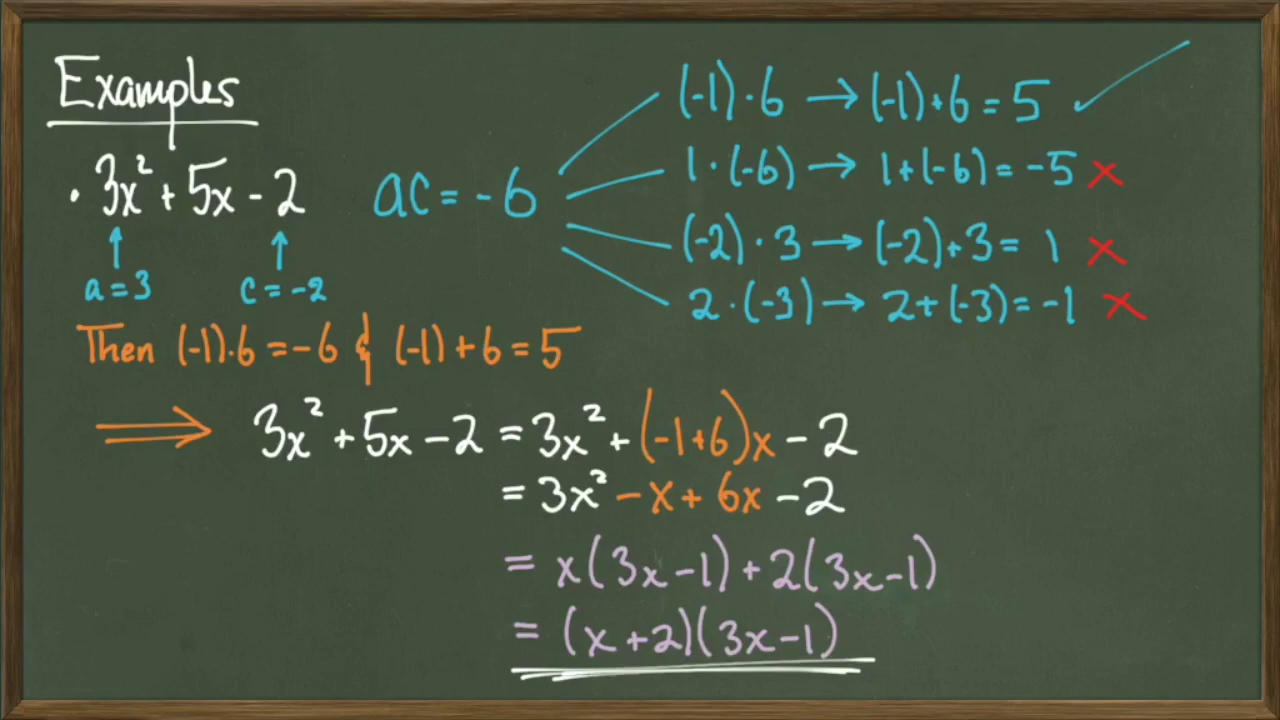 Examples
(-1)·6 → (-1)+6 = 5 ✓
1·(-6) → 1+(-6) = -5 ×
· 3x² + 5x - 2 ac = -6
(-2)·3 → (-2)+3 = 1 ×
a = 3 c = -2
2·(-3) → 2+(-3) = -1 ×
Then (-1)·6 = -6 & (-1)+6 = 5
⟹ 3x² + 5x - 2 = 3x² + (-1+6)x - 2
= 3x² - x + 6x - 2
= x(3x-1) + 2(3x-1)
= (x+2)(3x-1)